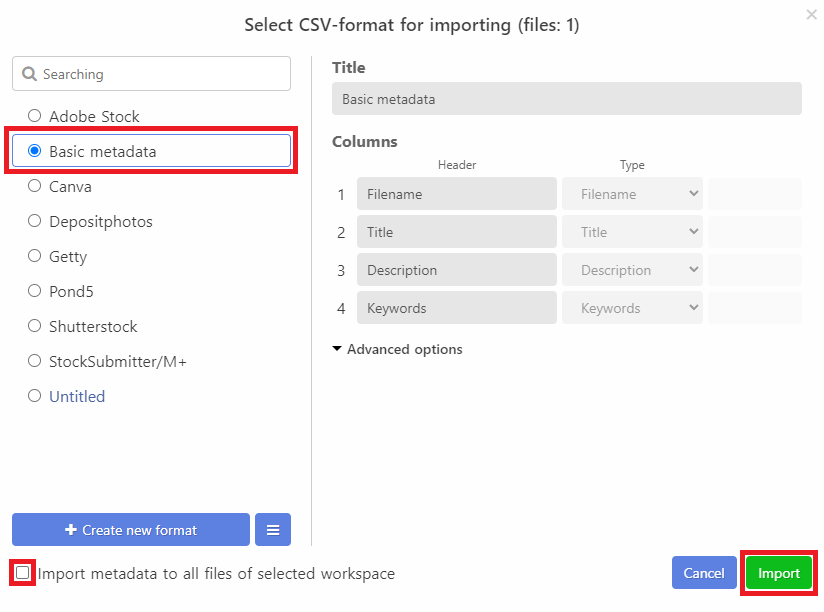 Select CSV-format for importing (files: 1)
×
Searching
Adobe Stock
Basic metadata
Canva
Depositphotos
Getty
Pond5
Shutterstock
StockSubmitter/M+
Untitled
Create new format
Title
Basic metadata
Columns
Header Type
1 Filename Filename
2 Title Title
3 Description Description
4 Keywords Keywords
Advanced options
Import metadata to all files of selected workspace
Cancel Import